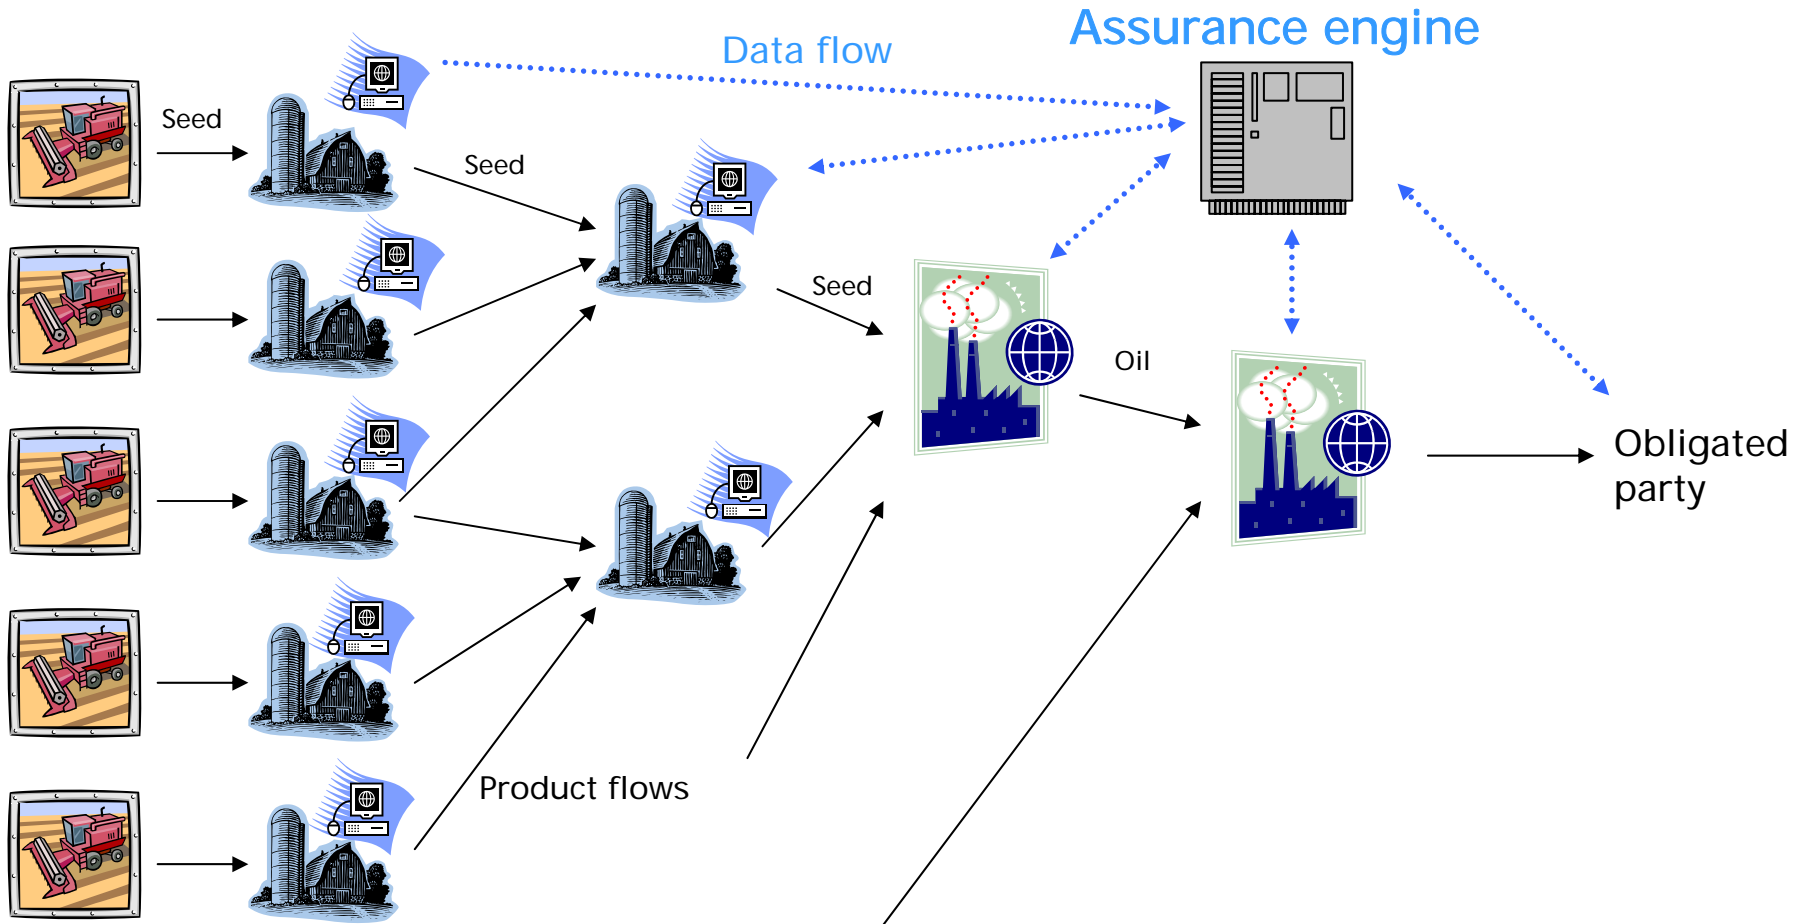 Assurance engine
Data flow
Seed
Seed
Seed
Oil
Obligated
party
Product flows